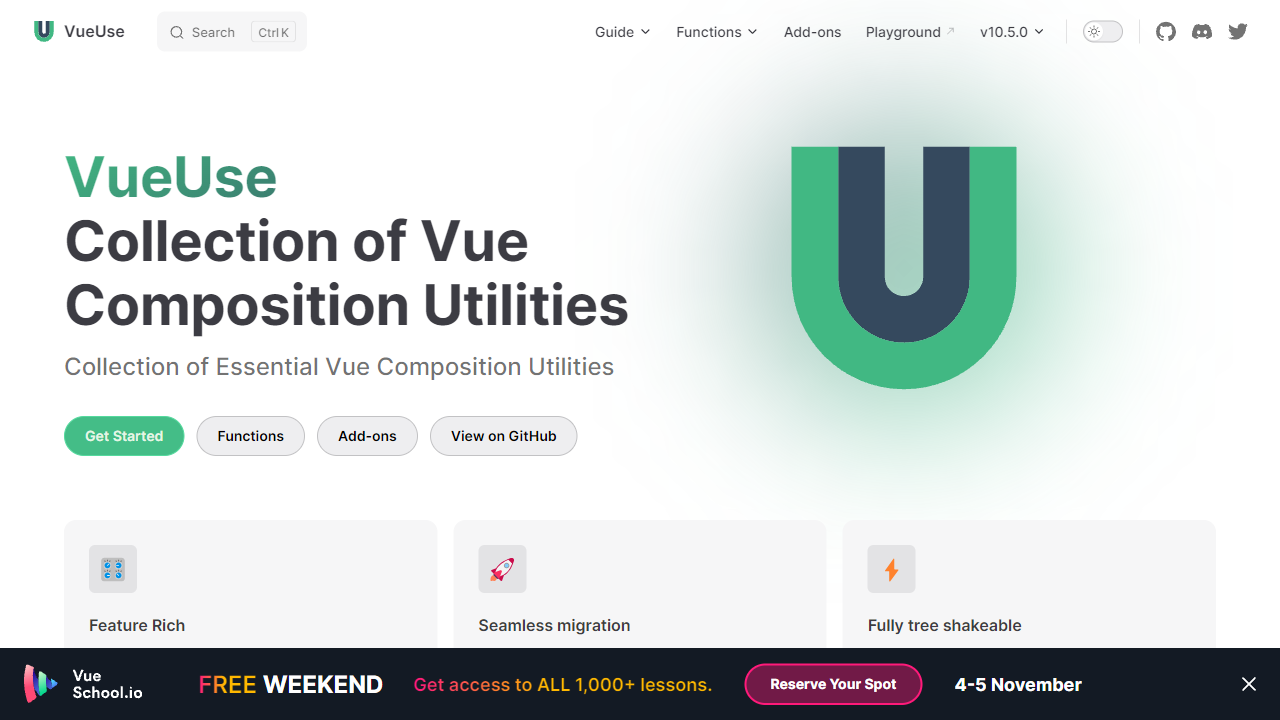 VueUse
Search
Ctrl K
Guide
Functions
Add-ons
Playground
v10.5.0
VueUse
Collection of Vue
Composition Utilities
Collection of Essential Vue Composition Utilities
Get Started
Functions
Add-ons
View on GitHub
Feature Rich
Seamless migration
Fully tree shakeable
Vue
School.io
FREE WEEKEND
Get access to ALL 1,000+ lessons.
Reserve Your Spot
4-5 November